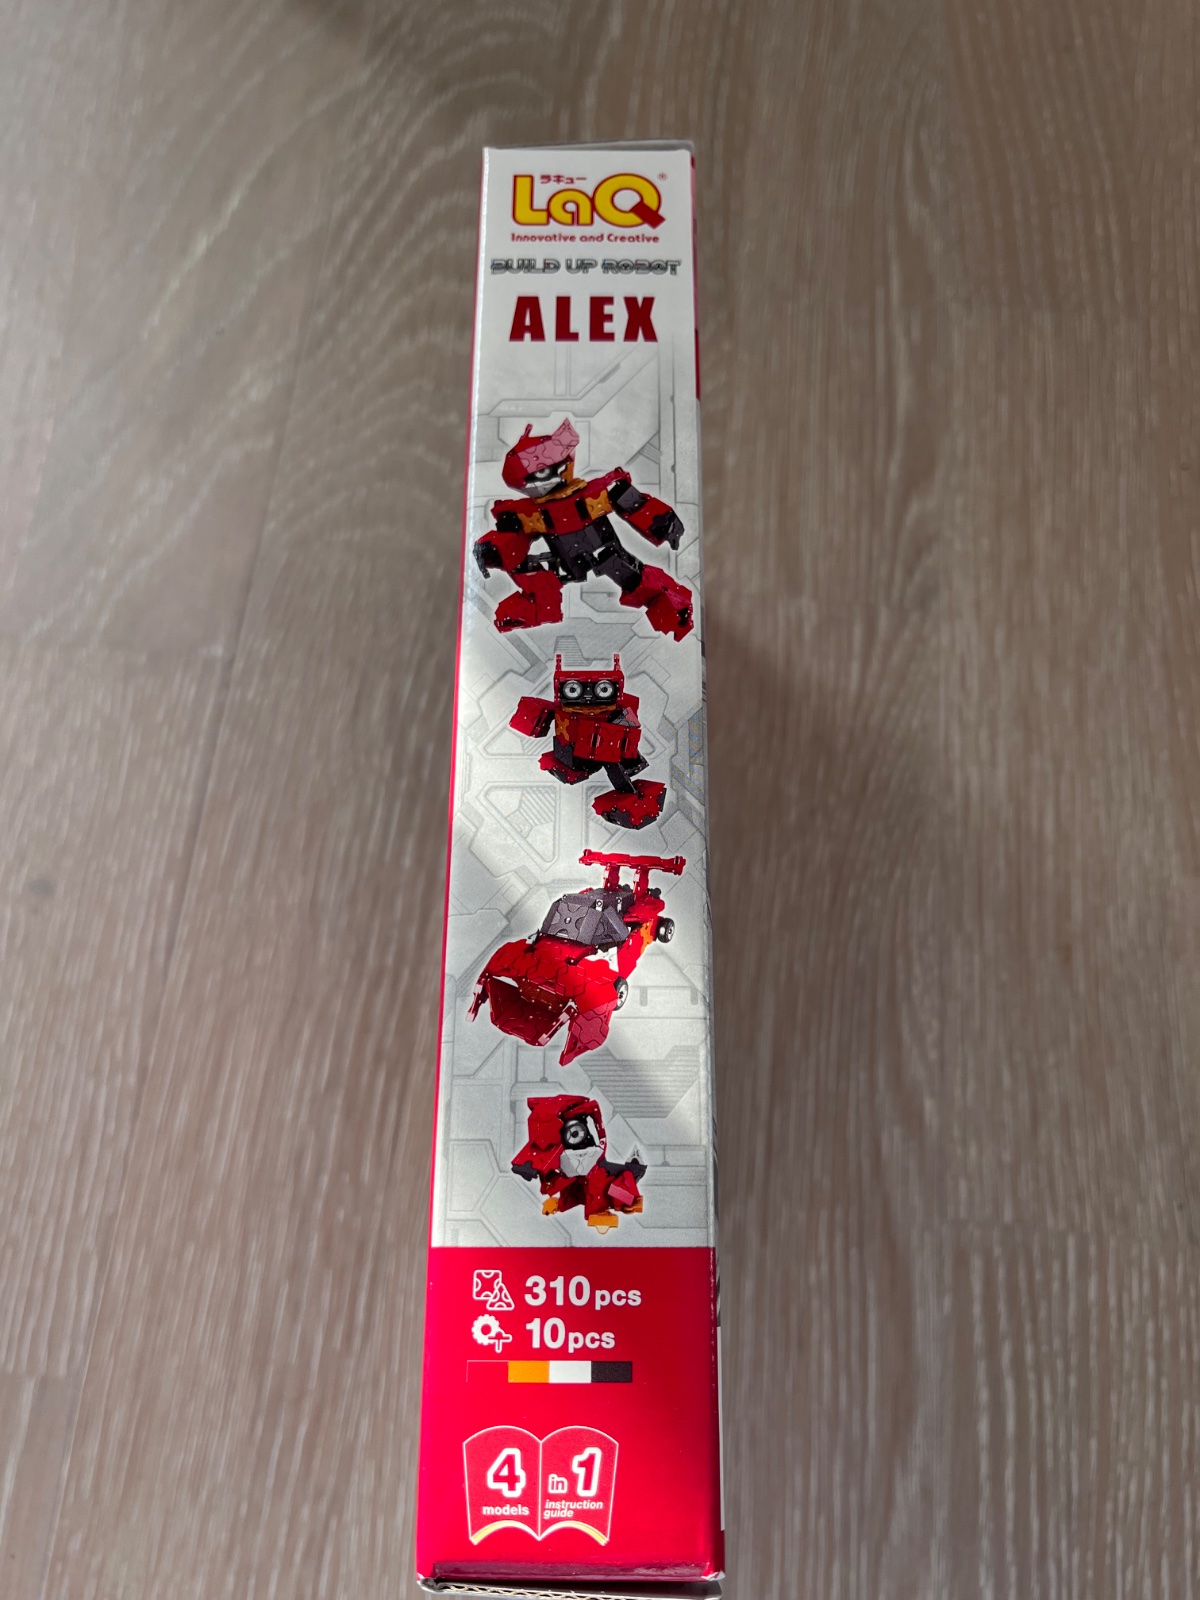 ラキュー
LaQ®
Innovative and Creative
BUILD UP ROBOT
ALEX
310pcs
10pcs
4 models
in 1 instruction guide